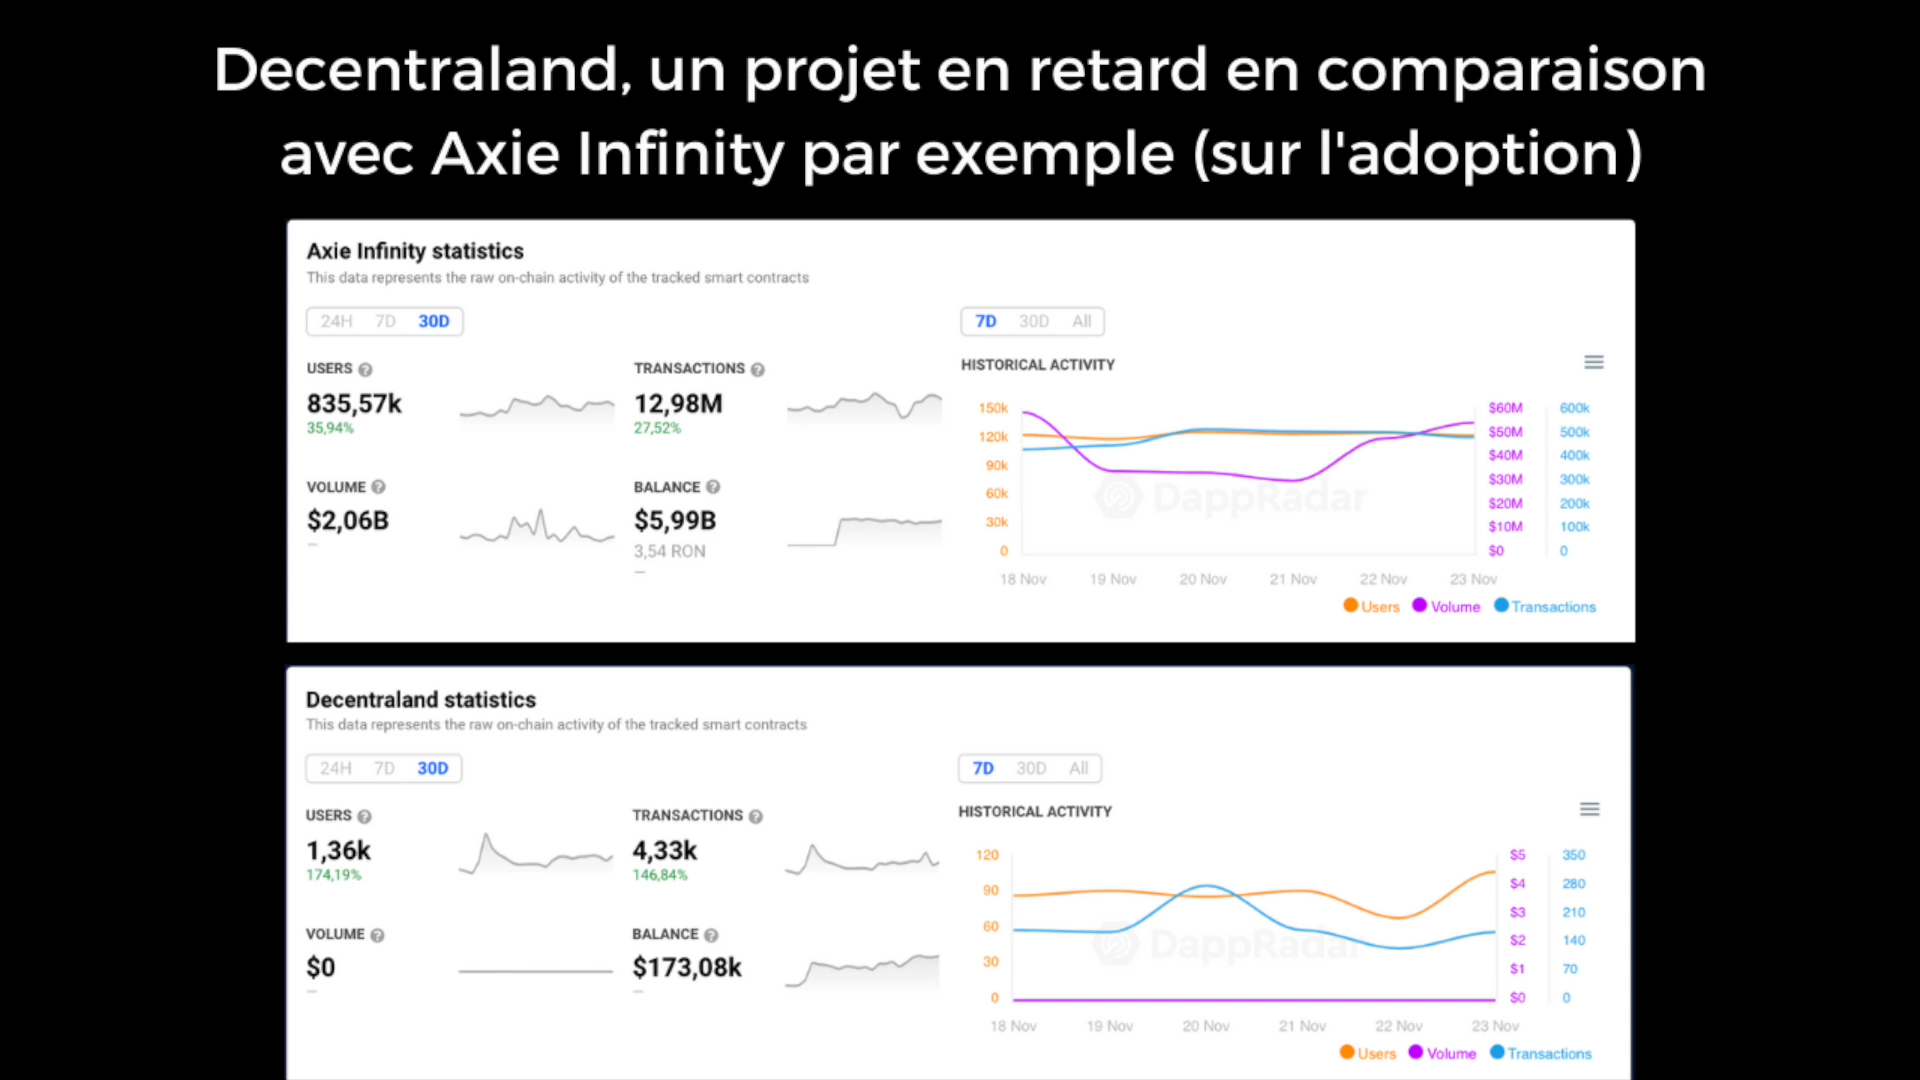 Decentraland, un projet en retard en comparaison
avec Axie Infinity par exemple (sur l'adoption)
Axie Infinity statistics
This data represents the raw on-chain activity of the tracked smart contracts
24H 7D 30D
7D 30D All
USERS ?
TRANSACTIONS ?
HISTORICAL ACTIVITY
835,57k
35,94%
12,98M
27,52%
VOLUME ?
$2,06B
–
BALANCE ?
$5,99B
3,54 RON
–
150k
120k
90k
60k
30k
0
DappRadar
$60M
$50M
$40M
$30M
$20M
$10M
$0
600k
500k
400k
300k
200k
100k
0
18 Nov 19 Nov 20 Nov 21 Nov 22 Nov 23 Nov
Users Volume Transactions
Decentraland statistics
This data represents the raw on-chain activity of the tracked smart contracts
24H 7D 30D
7D 30D All
USERS ?
TRANSACTIONS ?
HISTORICAL ACTIVITY
1,36k
174,19%
4,33k
146,84%
VOLUME ?
$0
–
BALANCE ?
$173,08k
–
120
90
60
30
0
DappRadar
$5
$4
$3
$2
$1
$0
350
280
210
140
70
0
18 Nov 19 Nov 20 Nov 21 Nov 22 Nov 23 Nov
Users Volume Transactions